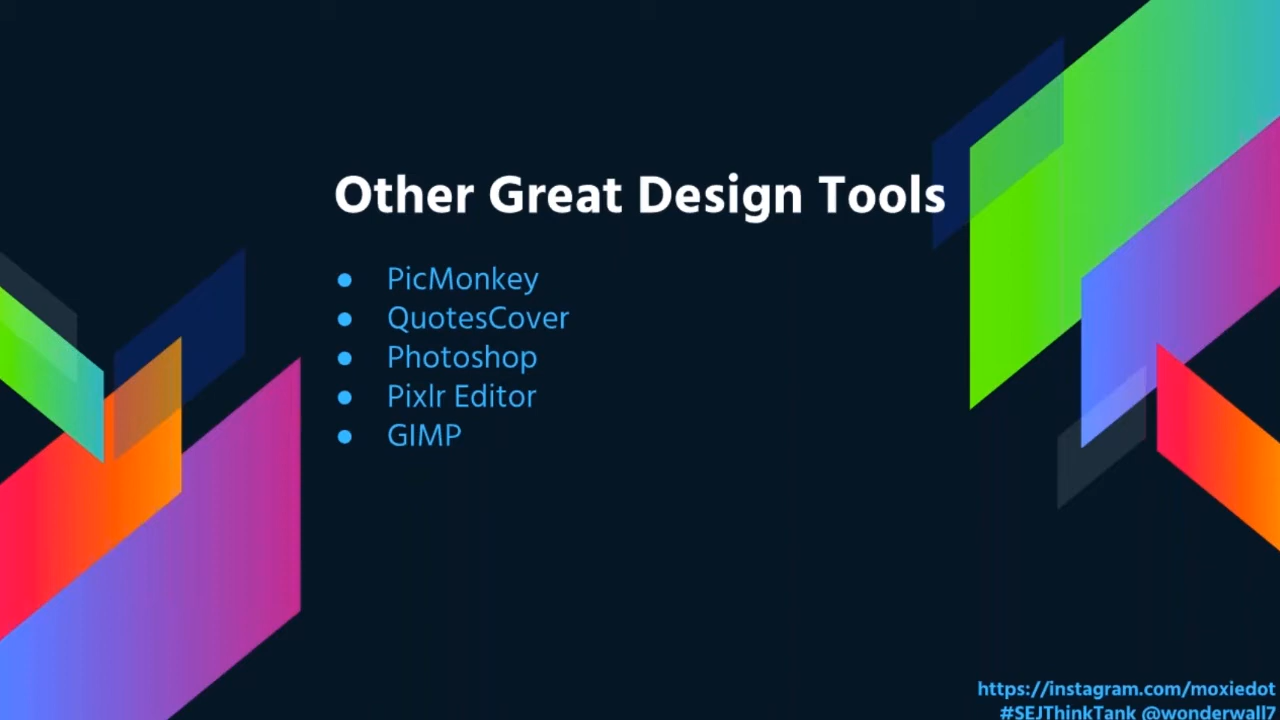 Other Great Design Tools
● PicMonkey
● QuotesCover
● Photoshop
● Pixlr Editor
● GIMP
https://instagram.com/moxiedot
#SEJThinkTank @wonderwall7